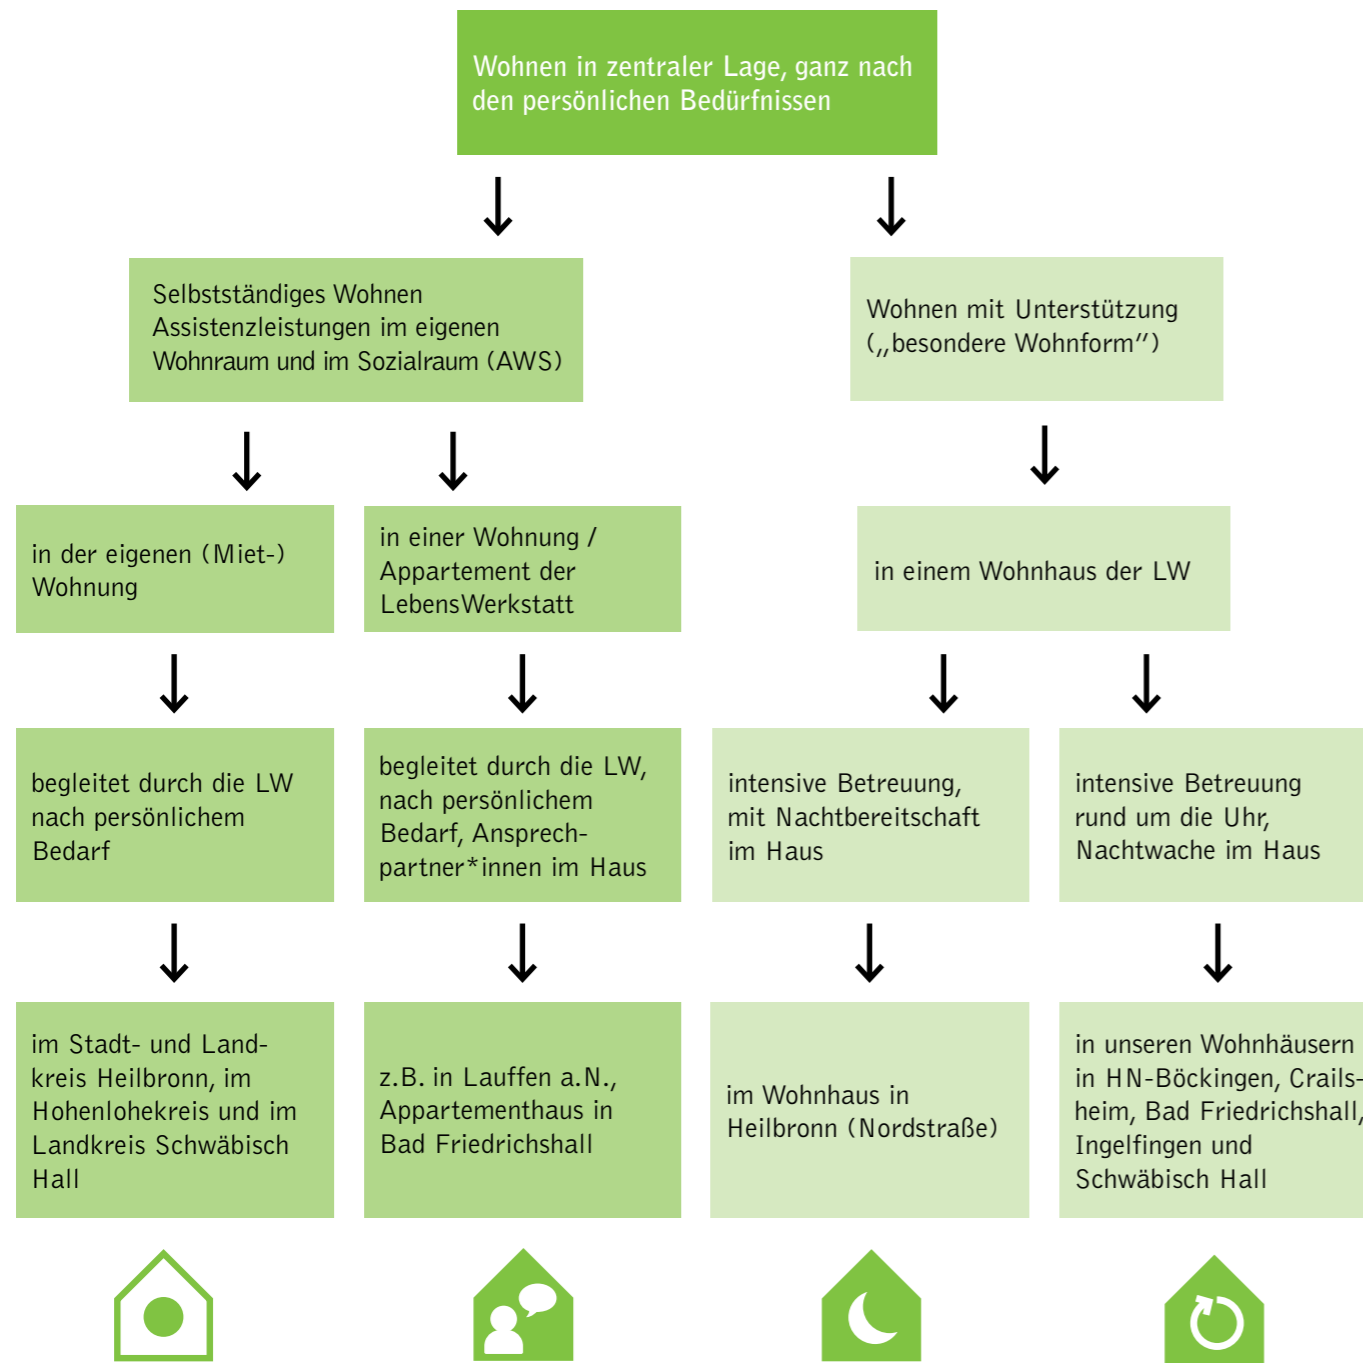 Wohnen in zentraler Lage, ganz nach
den persönlichen Bedürfnissen
Selbstständiges Wohnen
Assistenzleistungen im eigenen
Wohnraum und im Sozialraum (AWS)
Wohnen mit Unterstützung
(„besondere Wohnform“)
in der eigenen (Miet-)
Wohnung
in einer Wohnung /
Appartement der
LebensWerkstatt
in einem Wohnhaus der LW
begleitet durch die LW
nach persönlichem
Bedarf
begleitet durch die LW,
nach persönlichem
Bedarf, Ansprech-
partner*innen im Haus
intensive Betreuung,
mit Nachtbereitschaft
im Haus
intensive Betreuung
rund um die Uhr,
Nachtwache im Haus
im Stadt- und Land-
kreis Heilbronn, im
Hohenlohekreis und im
Landkreis Schwäbisch
Hall
z.B. in Lauffen a.N.,
Appartementhaus in
Bad Friedrichshall
im Wohnhaus in
Heilbronn (Nordstraße)
in unseren Wohnhäusern
in HN-Böckingen, Crails-
heim, Bad Friedrichshall,
Ingelfingen und
Schwäbisch Hall